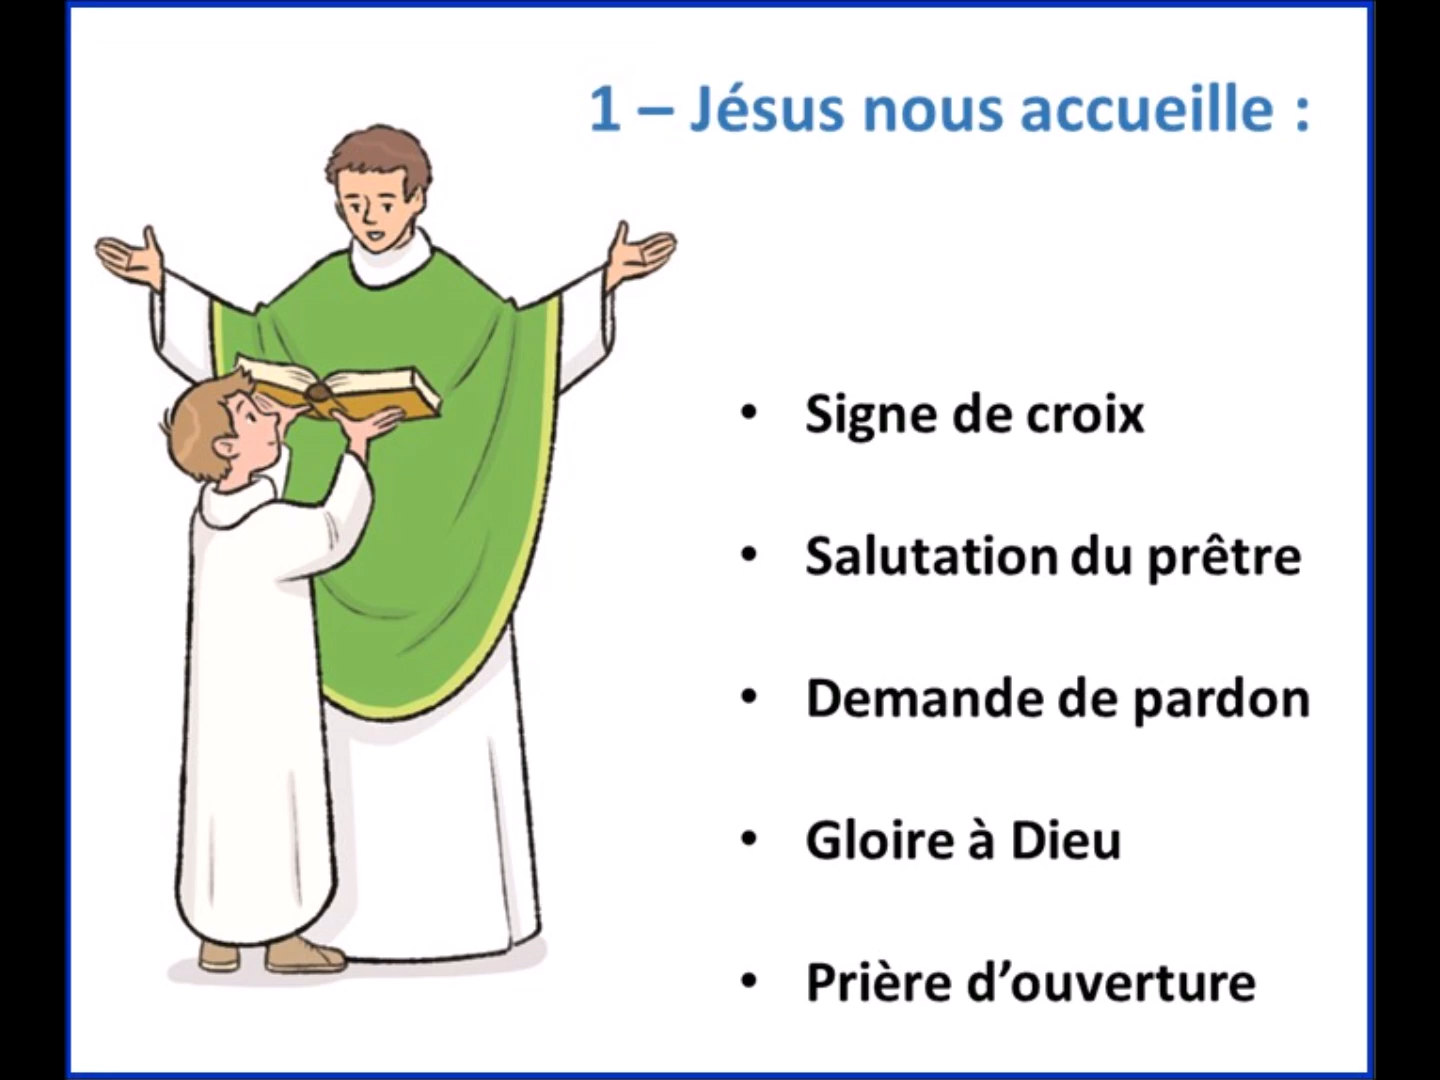 1 – Jésus nous accueille :
• Signe de croix
• Salutation du prêtre
• Demande de pardon
• Gloire à Dieu
• Prière d’ouverture